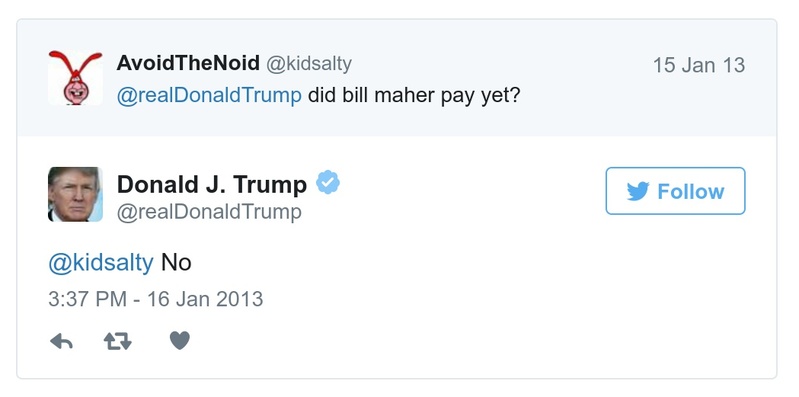 AvoidTheNoid @kidsalty 15 Jan 13
@realDonaldTrump did bill maher pay yet?
Donald J. Trump
@realDonaldTrump
Follow
@kidsalty No
3:37 PM - 16 Jan 2013